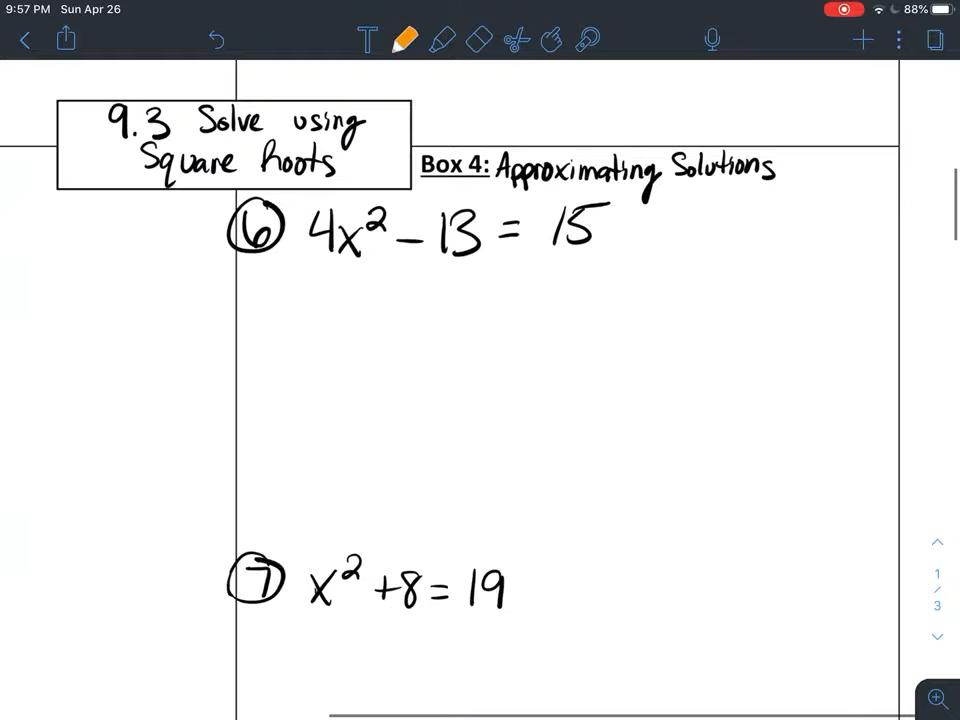 9:57 PM Sun Apr 26 88%
T
9.3 Solve using
Square Roots
Box 4: Approximating Solutions
6 4x² - 13 = 15
7 x² + 8 = 19
1
/
3